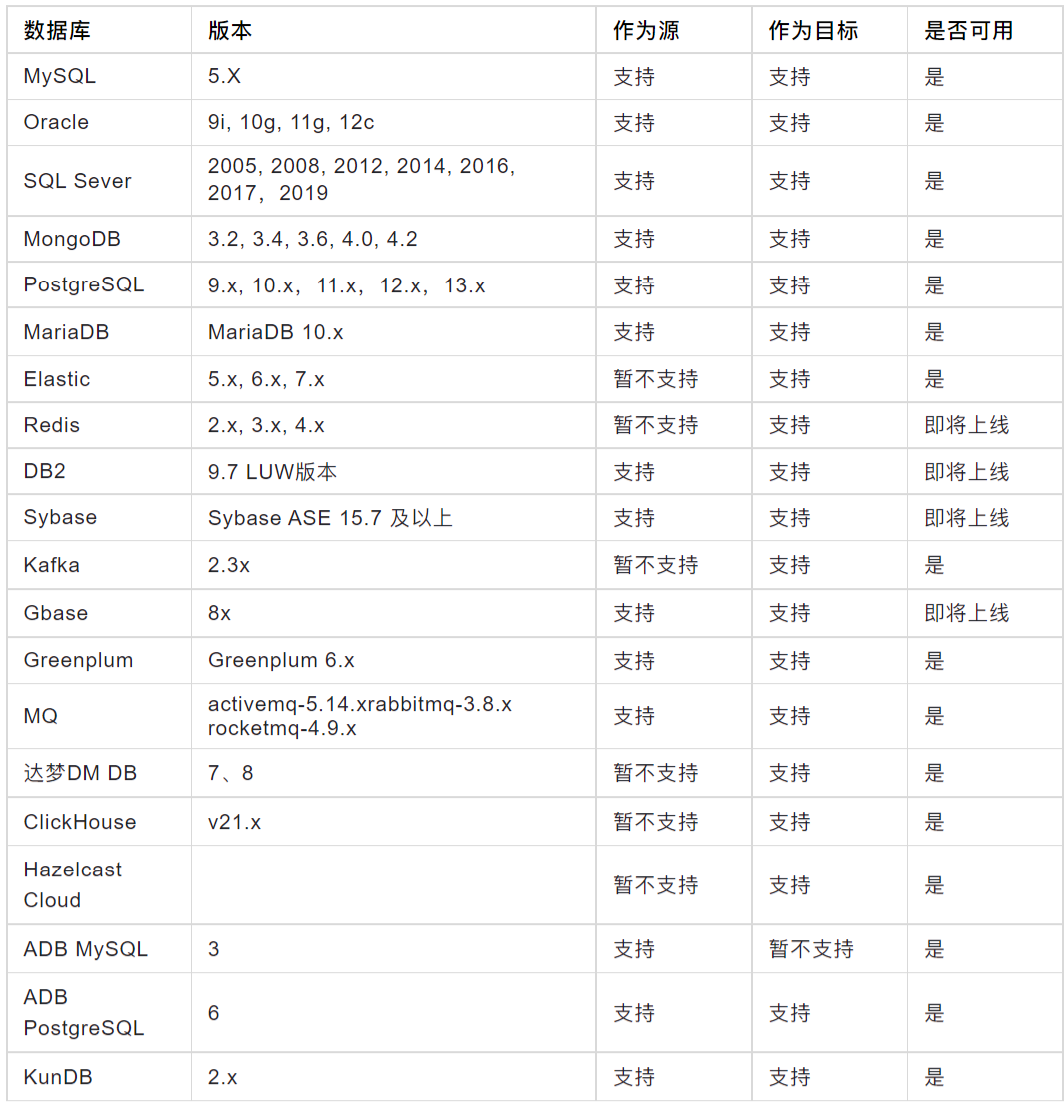 数据库 版本 作为源 作为目标 是否可用
MySQL 5.X 支持 支持 是
Oracle 9i, 10g, 11g, 12c 支持 支持 是
SQL Sever 2005, 2008, 2012, 2014, 2016,
2017，2019 支持 支持 是
MongoDB 3.2, 3.4, 3.6, 4.0, 4.2 支持 支持 是
PostgreSQL 9.x, 10.x，11.x，12.x，13.x 支持 支持 是
MariaDB MariaDB 10.x 支持 支持 是
Elastic 5.x, 6.x, 7.x 暂不支持 支持 是
Redis 2.x, 3.x, 4.x 暂不支持 支持 即将上线
DB2 9.7 LUW版本 支持 支持 即将上线
Sybase Sybase ASE 15.7 及以上 支持 支持 即将上线
Kafka 2.3x 暂不支持 支持 是
Gbase 8x 支持 支持 即将上线
Greenplum Greenplum 6.x 支持 支持 是
MQ activemq-5.14.xrabbitmq-3.8.x
rocketmq-4.9.x 支持 支持 是
达梦DM DB 7、8 暂不支持 支持 是
ClickHouse v21.x 暂不支持 支持 是
Hazelcast
Cloud 暂不支持 支持 是
ADB MySQL 3 支持 暂不支持 是
ADB
PostgreSQL 6 支持 支持 是
KunDB 2.x 支持 支持 是